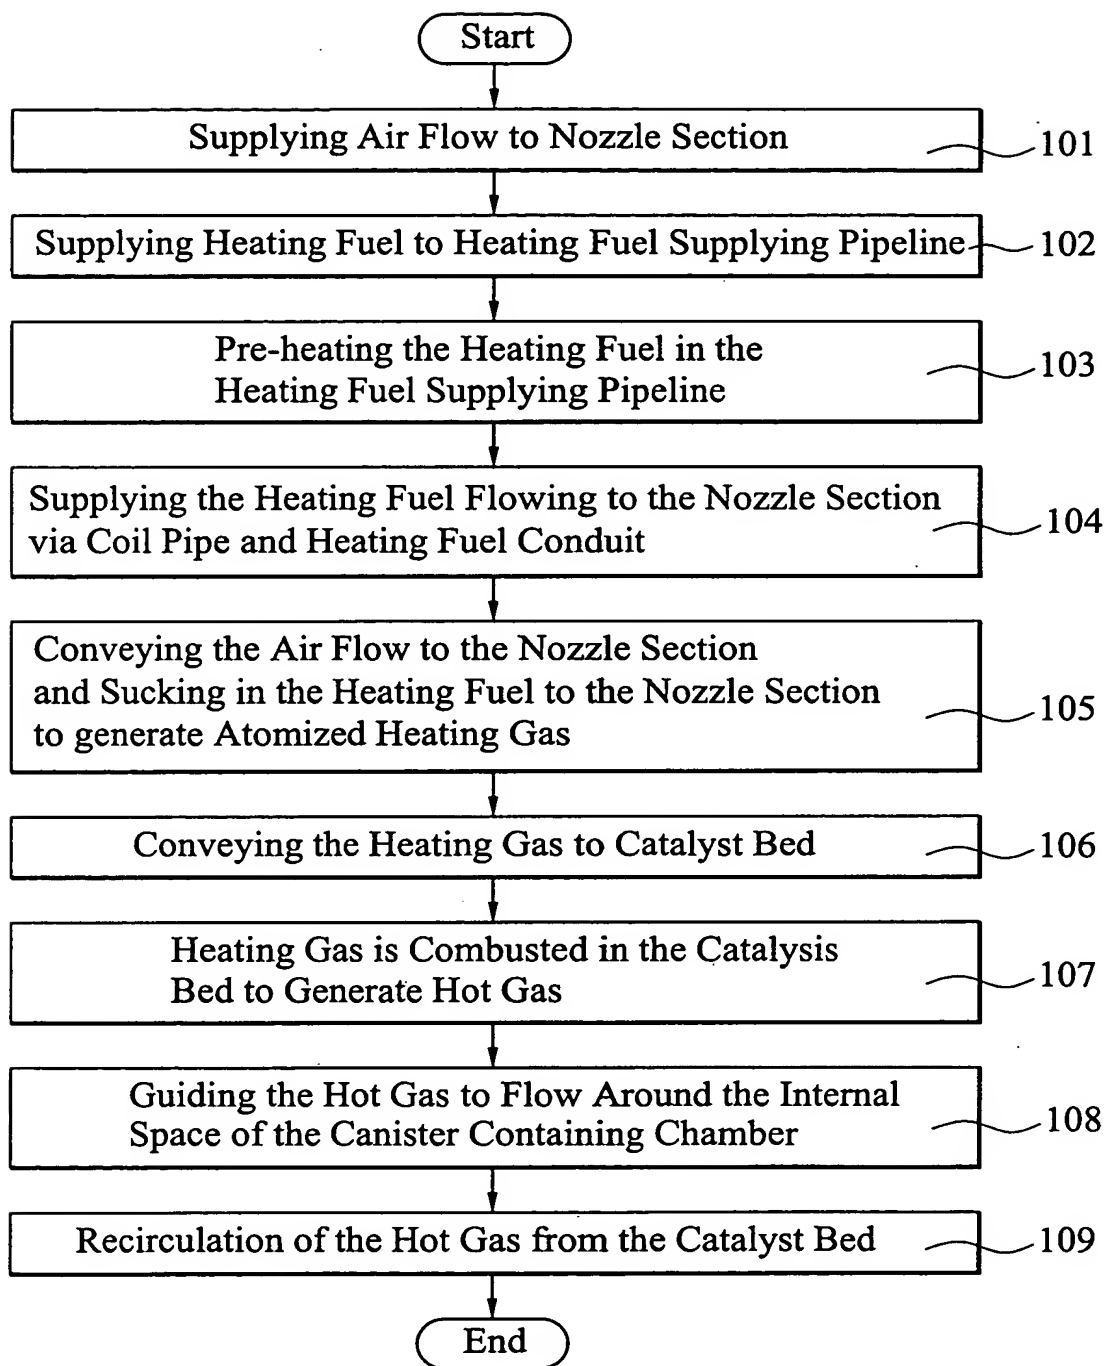 Start
Supplying Air Flow to Nozzle Section
101
Supplying Heating Fuel to Heating Fuel Supplying Pipeline
102
Pre-heating the Heating Fuel in the
Heating Fuel Supplying Pipeline
103
Supplying the Heating Fuel Flowing to the Nozzle Section
via Coil Pipe and Heating Fuel Conduit
104
Conveying the Air Flow to the Nozzle Section
and Sucking in the Heating Fuel to the Nozzle Section
to generate Atomized Heating Gas
105
Conveying the Heating Gas to Catalyst Bed
106
Heating Gas is Combusted in the Catalysis
Bed to Generate Hot Gas
107
Guiding the Hot Gas to Flow Around the Internal
Space of the Canister Containing Chamber
108
Recirculation of the Hot Gas from the Catalyst Bed
109
End